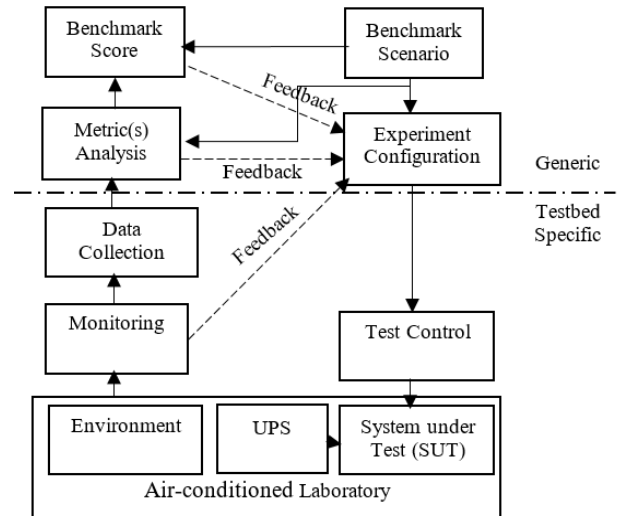 Benchmark
Score
Benchmark
Scenario
Feedback
Metric(s)
Analysis
Feedback
Experiment
Configuration
Generic
Testbed
Specific
Data
Collection
Feedback
Monitoring
Test Control
Environment
UPS
System under
Test (SUT)
Air-conditioned Laboratory